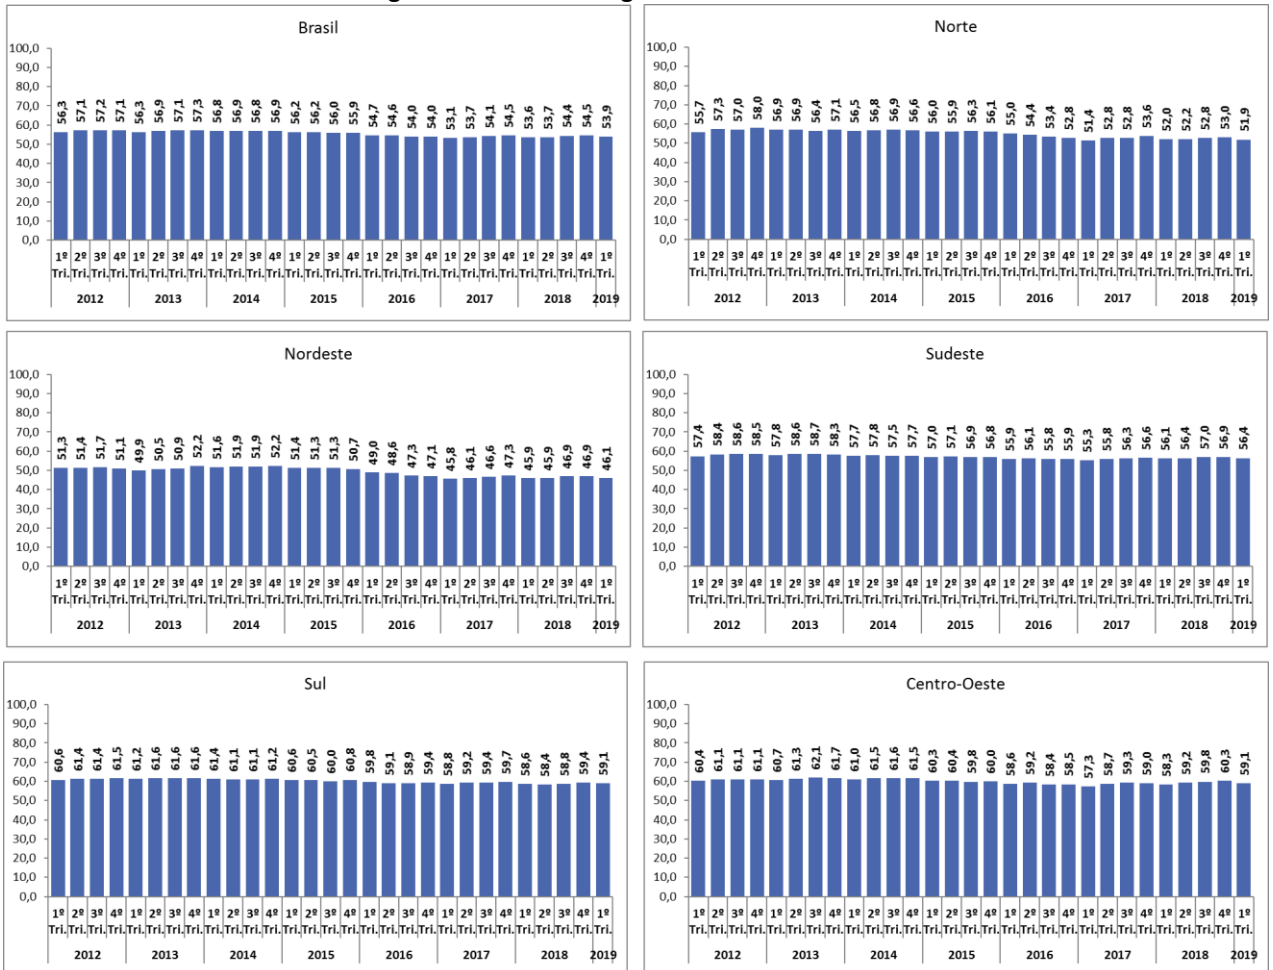 Brasil
100,0
90,0
80,0
70,0
60,0
50,0
40,0
30,0
20,0
10,0
0,0
56,3 57,1 57,2 57,1 56,3 56,9 57,1 57,3 56,8 56,9 56,8 56,9 56,2 56,2 56,0 55,9 54,7 54,6 54,0 54,0 53,1 53,7 54,1 54,5 53,6 53,7 54,4 54,5 53,9
1º 2º 3º 4º 1º 2º 3º 4º 1º 2º 3º 4º 1º 2º 3º 4º 1º 2º 3º 4º 1º 2º 3º 4º 1º 2º 3º 4º 1º
Tri. Tri. Tri. Tri. Tri. Tri. Tri. Tri. Tri. Tri. Tri. Tri. Tri. Tri. Tri. Tri. Tri. Tri. Tri. Tri. Tri. Tri. Tri. Tri. Tri. Tri. Tri. Tri. Tri.
2012 2013 2014 2015 2016 2017 2018 2019
Norte
100,0
90,0
80,0
70,0
60,0
50,0
40,0
30,0
20,0
10,0
0,0
55,7 57,3 57,0 58,0 56,9 56,9 56,4 57,1 56,5 56,8 56,9 56,6 56,0 55,9 56,3 56,1 55,0 54,4 53,4 52,8 51,4 52,8 52,8 53,6 52,0 52,2 52,8 53,0 51,9
1º 2º 3º 4º 1º 2º 3º 4º 1º 2º 3º 4º 1º 2º 3º 4º 1º 2º 3º 4º 1º 2º 3º 4º 1º 2º 3º 4º 1º
Tri. Tri. Tri. Tri. Tri. Tri. Tri. Tri. Tri. Tri. Tri. Tri. Tri. Tri. Tri. Tri. Tri. Tri. Tri. Tri. Tri. Tri. Tri. Tri. Tri. Tri. Tri. Tri. Tri.
2012 2013 2014 2015 2016 2017 2018 2019
Nordeste
100,0
90,0
80,0
70,0
60,0
50,0
40,0
30,0
20,0
10,0
0,0
51,3 51,4 51,7 51,1 49,9 50,5 50,9 52,2 51,6 51,9 51,9 52,2 51,4 51,3 51,3 50,7 49,0 48,6 47,3 47,1 45,8 46,1 46,6 47,3 45,9 45,9 46,9 46,9 46,1
1º 2º 3º 4º 1º 2º 3º 4º 1º 2º 3º 4º 1º 2º 3º 4º 1º 2º 3º 4º 1º 2º 3º 4º 1º 2º 3º 4º 1º
Tri. Tri. Tri. Tri. Tri. Tri. Tri. Tri. Tri. Tri. Tri. Tri. Tri. Tri. Tri. Tri. Tri. Tri. Tri. Tri. Tri. Tri. Tri. Tri. Tri. Tri. Tri. Tri. Tri.
2012 2013 2014 2015 2016 2017 2018 2019
Sudeste
100,0
90,0
80,0
70,0
60,0
50,0
40,0
30,0
20,0
10,0
0,0
57,4 58,4 58,6 58,5 57,8 58,6 58,7 58,3 57,7 57,8 57,5 57,7 57,0 57,1 56,9 56,8 55,9 56,1 55,8 55,9 55,3 55,8 56,3 56,6 56,1 56,4 57,0 56,9 56,4
1º 2º 3º 4º 1º 2º 3º 4º 1º 2º 3º 4º 1º 2º 3º 4º 1º 2º 3º 4º 1º 2º 3º 4º 1º 2º 3º 4º 1º
Tri. Tri. Tri. Tri. Tri. Tri. Tri. Tri. Tri. Tri. Tri. Tri. Tri. Tri. Tri. Tri. Tri. Tri. Tri. Tri. Tri. Tri. Tri. Tri. Tri. Tri. Tri. Tri. Tri.
2012 2013 2014 2015 2016 2017 2018 2019
Sul
100,0
90,0
80,0
70,0
60,0
50,0
40,0
30,0
20,0
10,0
0,0
60,6 61,4 61,4 61,5 61,2 61,6 61,6 61,6 61,4 61,1 61,1 61,2 60,6 60,5 60,0 60,8 59,8 59,1 58,9 59,4 58,8 59,2 59,4 59,7 58,6 58,4 58,8 59,4 59,1
1º 2º 3º 4º 1º 2º 3º 4º 1º 2º 3º 4º 1º 2º 3º 4º 1º 2º 3º 4º 1º 2º 3º 4º 1º 2º 3º 4º 1º
Tri. Tri. Tri. Tri. Tri. Tri. Tri. Tri. Tri. Tri. Tri. Tri. Tri. Tri. Tri. Tri. Tri. Tri. Tri. Tri. Tri. Tri. Tri. Tri. Tri. Tri. Tri. Tri. Tri.
2012 2013 2014 2015 2016 2017 2018 2019
Centro-Oeste
100,0
90,0
80,0
70,0
60,0
50,0
40,0
30,0
20,0
10,0
0,0
60,4 61,1 61,1 61,1 60,7 61,3 62,1 61,7 61,0 61,5 61,6 61,5 60,3 60,4 59,8 60,0 58,6 59,2 58,4 58,5 57,3 58,7 59,3 59,0 58,3 59,2 59,8 60,3 59,1
1º 2º 3º 4º 1º 2º 3º 4º 1º 2º 3º 4º 1º 2º 3º 4º 1º 2º 3º 4º 1º 2º 3º 4º 1º 2º 3º 4º 1º
Tri. Tri. Tri. Tri. Tri. Tri. Tri. Tri. Tri. Tri. Tri. Tri. Tri. Tri. Tri. Tri. Tri. Tri. Tri. Tri. Tri. Tri. Tri. Tri. Tri. Tri. Tri. Tri. Tri.
2012 2013 2014 2015 2016 2017 2018 2019